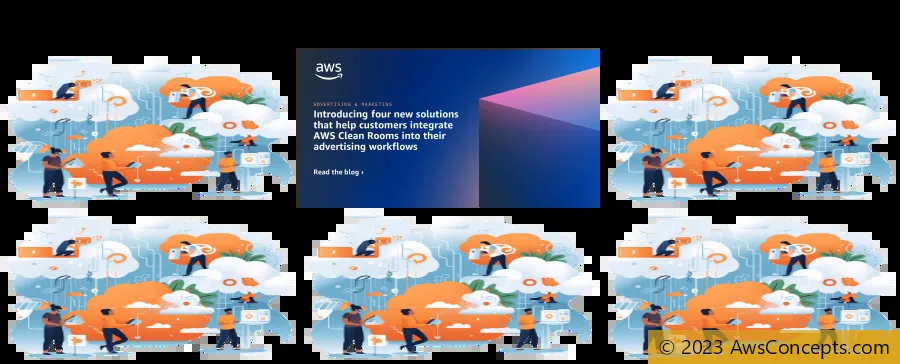 aws
ADVERTISING & MARKETING
Introducing four new solutions
that help customers integrate
AWS Clean Rooms into their
advertising workflows
Read the blog ›
© 2023 AwsConcepts.com